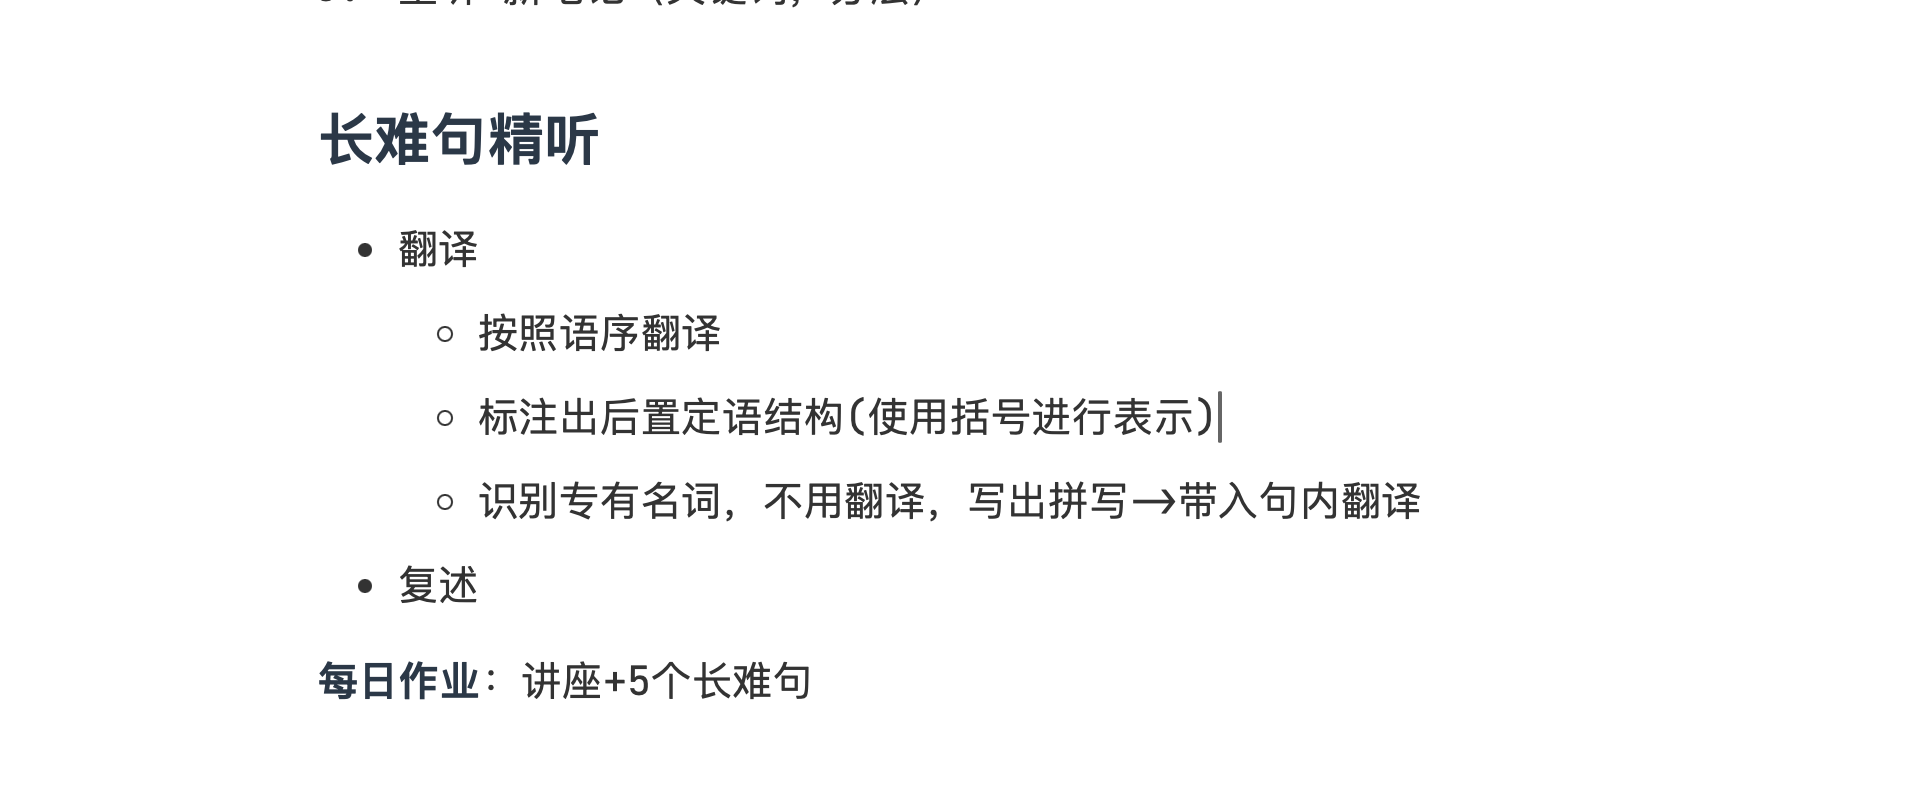 长难句精听
翻译
按照语序翻译
标注出后置定语结构(使用括号进行表示)
识别专有名词，不用翻译，写出拼写→带入句内翻译
复述
每日作业：讲座+5个长难句